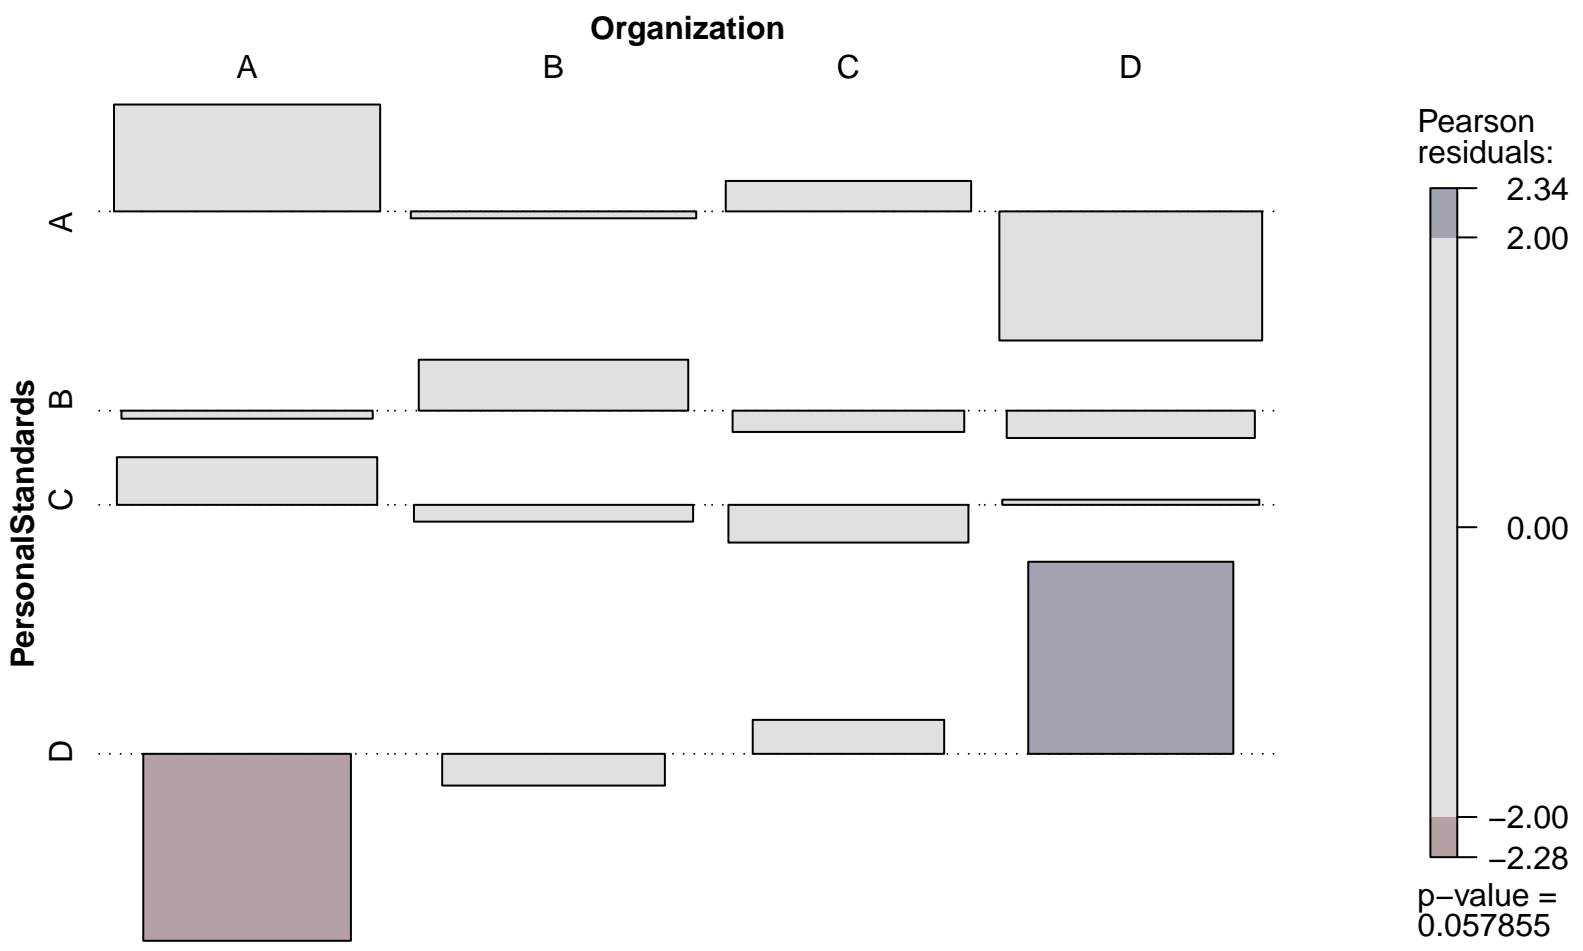 Organization
A B C D
PersonalStandards
A
B
C
D
Pearson
residuals:
2.34
2.00
0.00
−2.00
−2.28
p−value =
0.057855